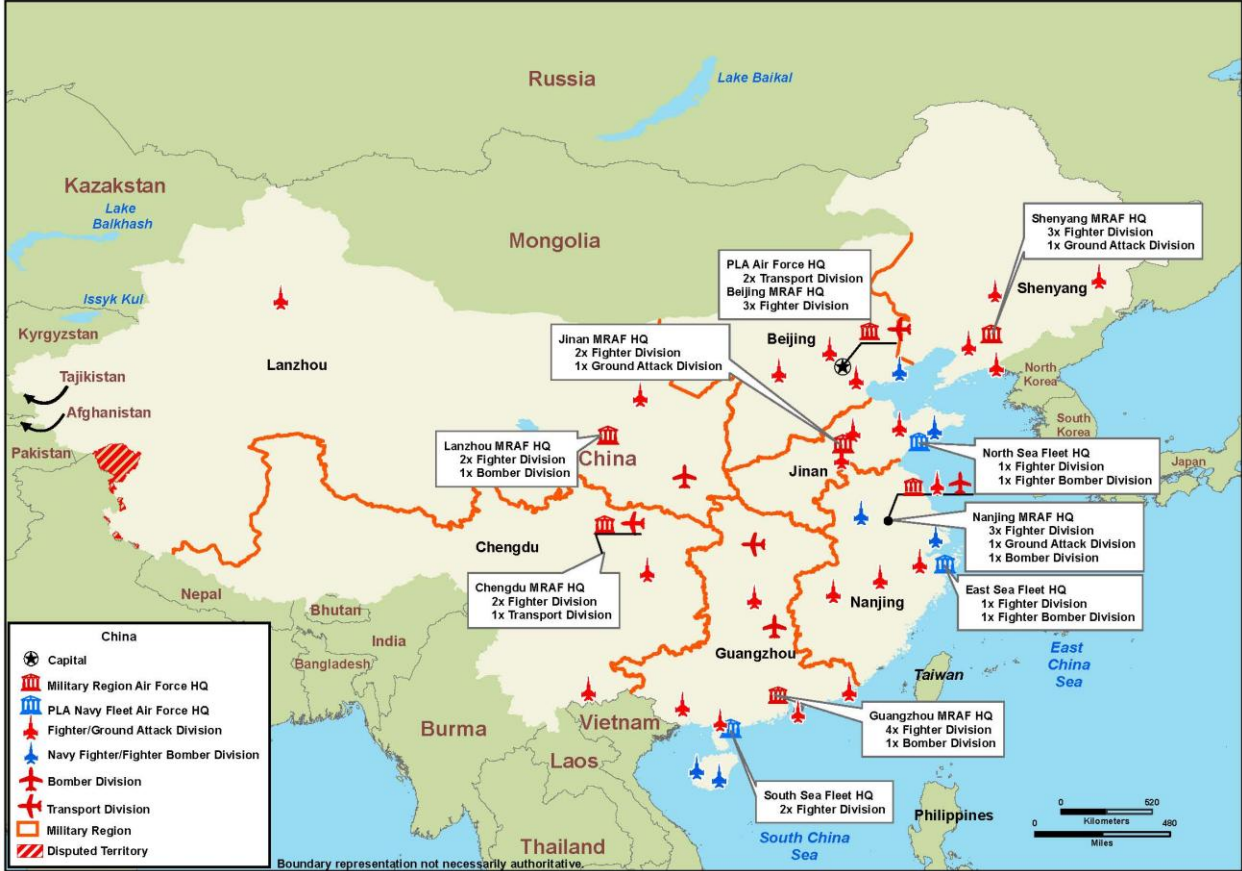 Russia
Lake Baikal
Kazakstan
Lake
Balkhash
Mongolia
Issyk Kul
Kyrgyzstan
Tajikistan
Afghanistan
Pakistan
Lanzhou
Shenyang MRAF HQ
3x Fighter Division
1x Ground Attack Division
Shenyang
PLA Air Force HQ
2x Transport Division
Beijing MRAF HQ
3x Fighter Division
Beijing
Jinan MRAF HQ
2x Fighter Division
1x Ground Attack Division
North
Korea
South
Korea
Japan
Lanzhou MRAF HQ
2x Fighter Division
1x Bomber Division
China
Jinan
North Sea Fleet HQ
1x Fighter Division
1x Fighter Bomber Division
Nanjing MRAF HQ
3x Fighter Division
1x Ground Attack Division
1x Bomber Division
Chengdu
Chengdu MRAF HQ
2x Fighter Division
1x Transport Division
Nanjing
East Sea Fleet HQ
1x Fighter Division
1x Fighter Bomber Division
Nepal
Bhutan
India
Bangladesh
Burma
Guangzhou
Taiwan
East
China
Sea
Vietnam
Laos
Thailand
Guangzhou MRAF HQ
4x Fighter Division
1x Bomber Division
South Sea Fleet HQ
2x Fighter Division
South China
Sea
Philippines
China
Capital
Military Region Air Force HQ
PLA Navy Fleet Air Force HQ
Fighter/Ground Attack Division
Navy Fighter/Fighter Bomber Division
Bomber Division
Transport Division
Military Region
Disputed Territory
Boundary representation not necessarily authoritative.
0 520
Kilometers
0 480
Miles